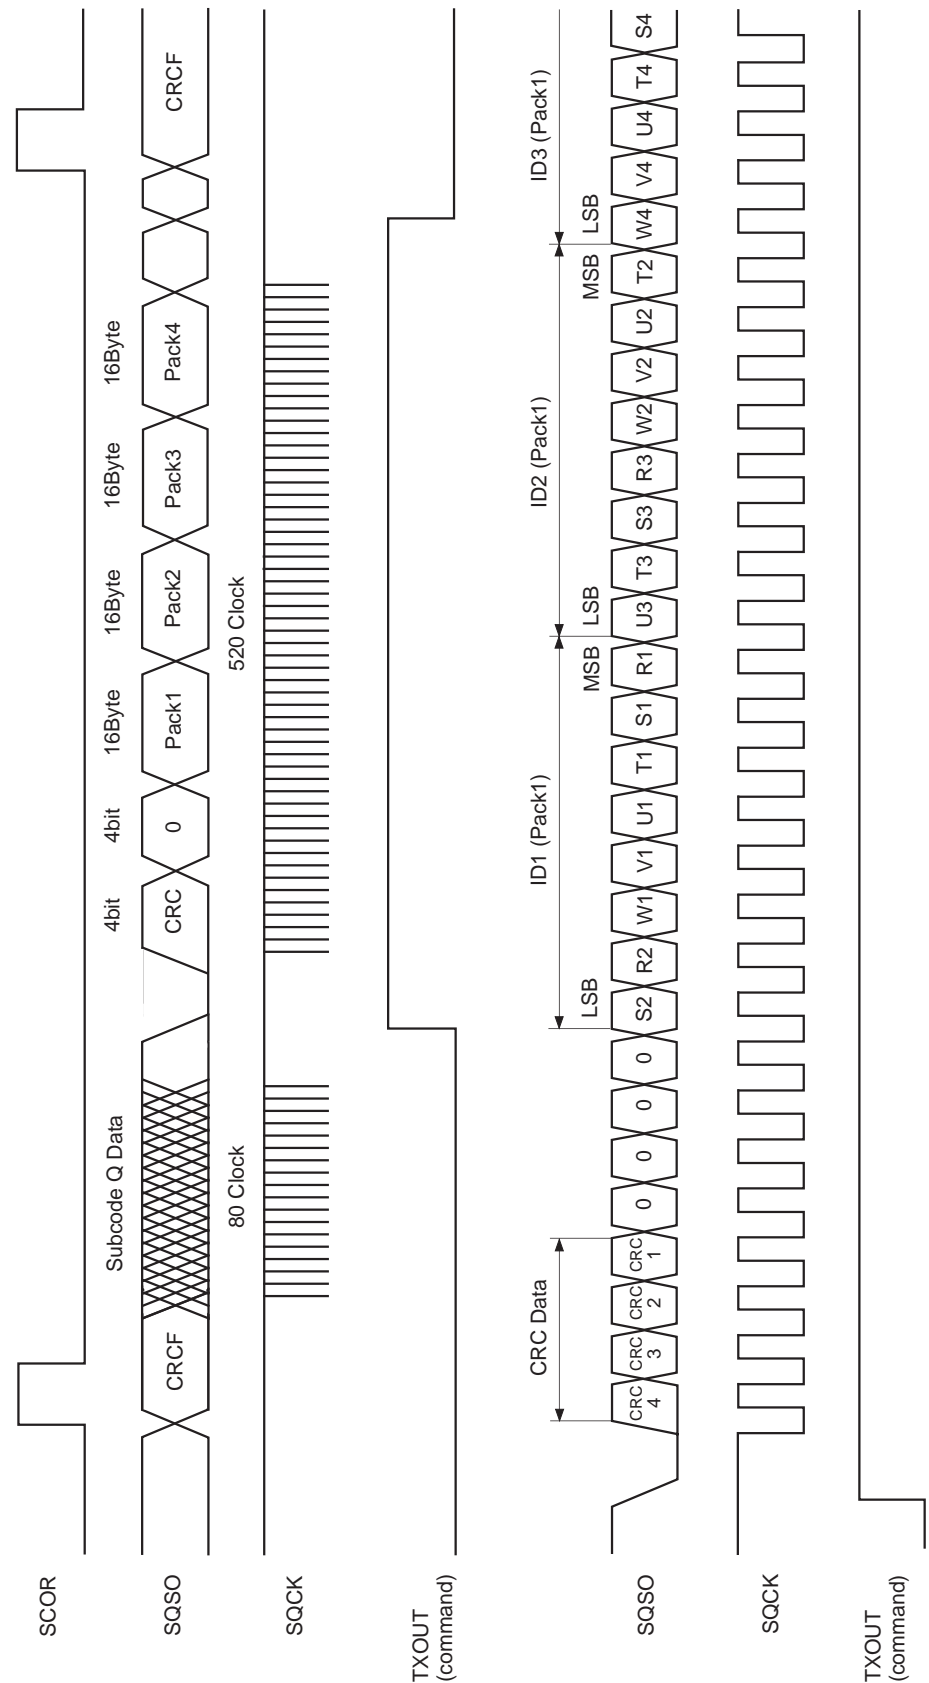 SCOR
SQSO
CRCF
Subcode Q Data
CRC
4bit
0
4bit
Pack1
16Byte
Pack2
16Byte
Pack3
16Byte
Pack4
16Byte
CRCF
SQCK
80 Clock
520 Clock
TXOUT
(command)
CRC Data
ID1 (Pack1)
ID2 (Pack1)
ID3 (Pack1)
LSB
MSB
LSB
MSB
LSB
SQSO
CRC
4
CRC
3
CRC
2
CRC
1
0
0
0
0
S2
R2
W1
V1
U1
T1
S1
R1
U3
T3
S3
R3
W2
V2
U2
T2
W4
V4
U4
T4
S4
SQCK
TXOUT
(command)